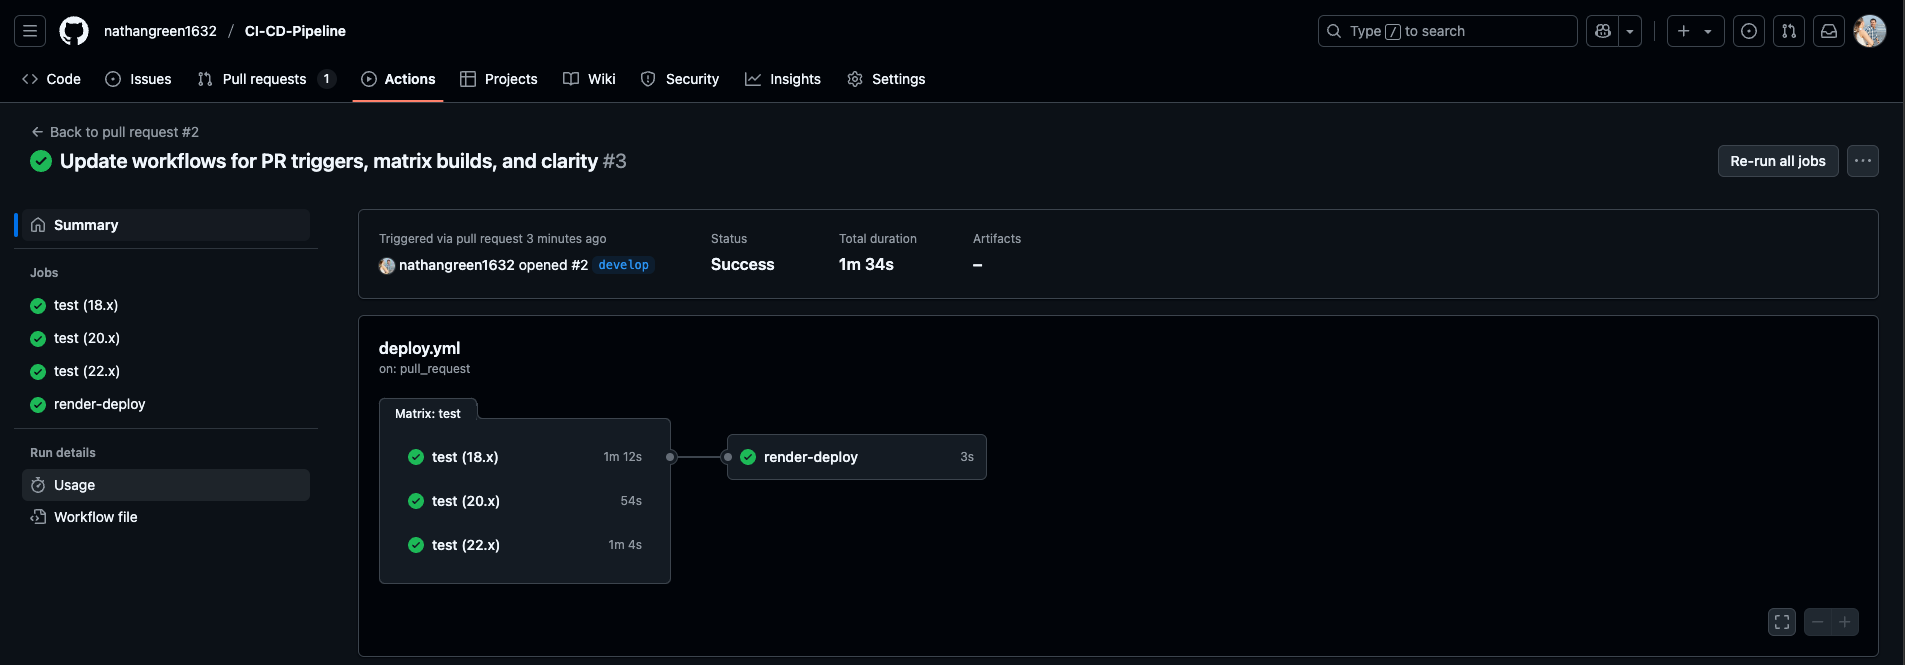 nathangreen1632 / CI-CD-Pipeline
Type / to search
Code Issues Pull requests 1 Actions Projects Wiki Security Insights Settings
Back to pull request #2
Update workflows for PR triggers, matrix builds, and clarity #3
Re-run all jobs
Summary
Jobs
test (18.x)
test (20.x)
test (22.x)
render-deploy
Run details
Usage
Workflow file
Triggered via pull request 3 minutes ago
nathangreen1632 opened #2 develop
Status
Success
Total duration
1m 34s
Artifacts
–
deploy.yml
on: pull_request
Matrix: test
test (18.x) 1m 12s
test (20.x) 54s
test (22.x) 1m 4s
render-deploy 3s